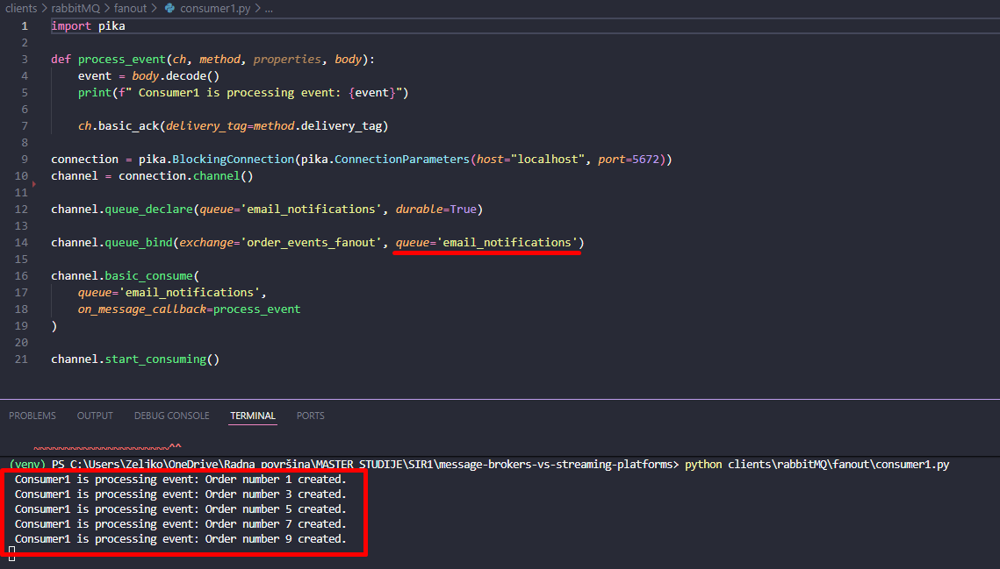 clients > rabbitMQ > fanout > consumer1.py > ...
1 import pika
2
3 def process_event(ch, method, properties, body):
4 event = body.decode()
5 print(f" Consumer1 is processing event: {event}")
6
7 ch.basic_ack(delivery_tag=method.delivery_tag)
8
9 connection = pika.BlockingConnection(pika.ConnectionParameters(host="localhost", port=5672))
10 channel = connection.channel()
11
12 channel.queue_declare(queue='email_notifications', durable=True)
13
14 channel.queue_bind(exchange='order_events_fanout', queue='email_notifications')
15
16 channel.basic_consume(
17 queue='email_notifications',
18 on_message_callback=process_event
19 )
20
21 channel.start_consuming()
PROBLEMS OUTPUT DEBUG CONSOLE TERMINAL PORTS
~~~~~~~~~~~~~~~~~~~~~~^^
(venv) PS C:\Users\Zeljko\OneDrive\Radna površina\MASTER STUDIJE\SIR1\message-brokers-vs-streaming-platforms> python clients\rabbitMQ\fanout\consumer1.py
Consumer1 is processing event: Order number 1 created.
Consumer1 is processing event: Order number 3 created.
Consumer1 is processing event: Order number 5 created.
Consumer1 is processing event: Order number 7 created.
Consumer1 is processing event: Order number 9 created.